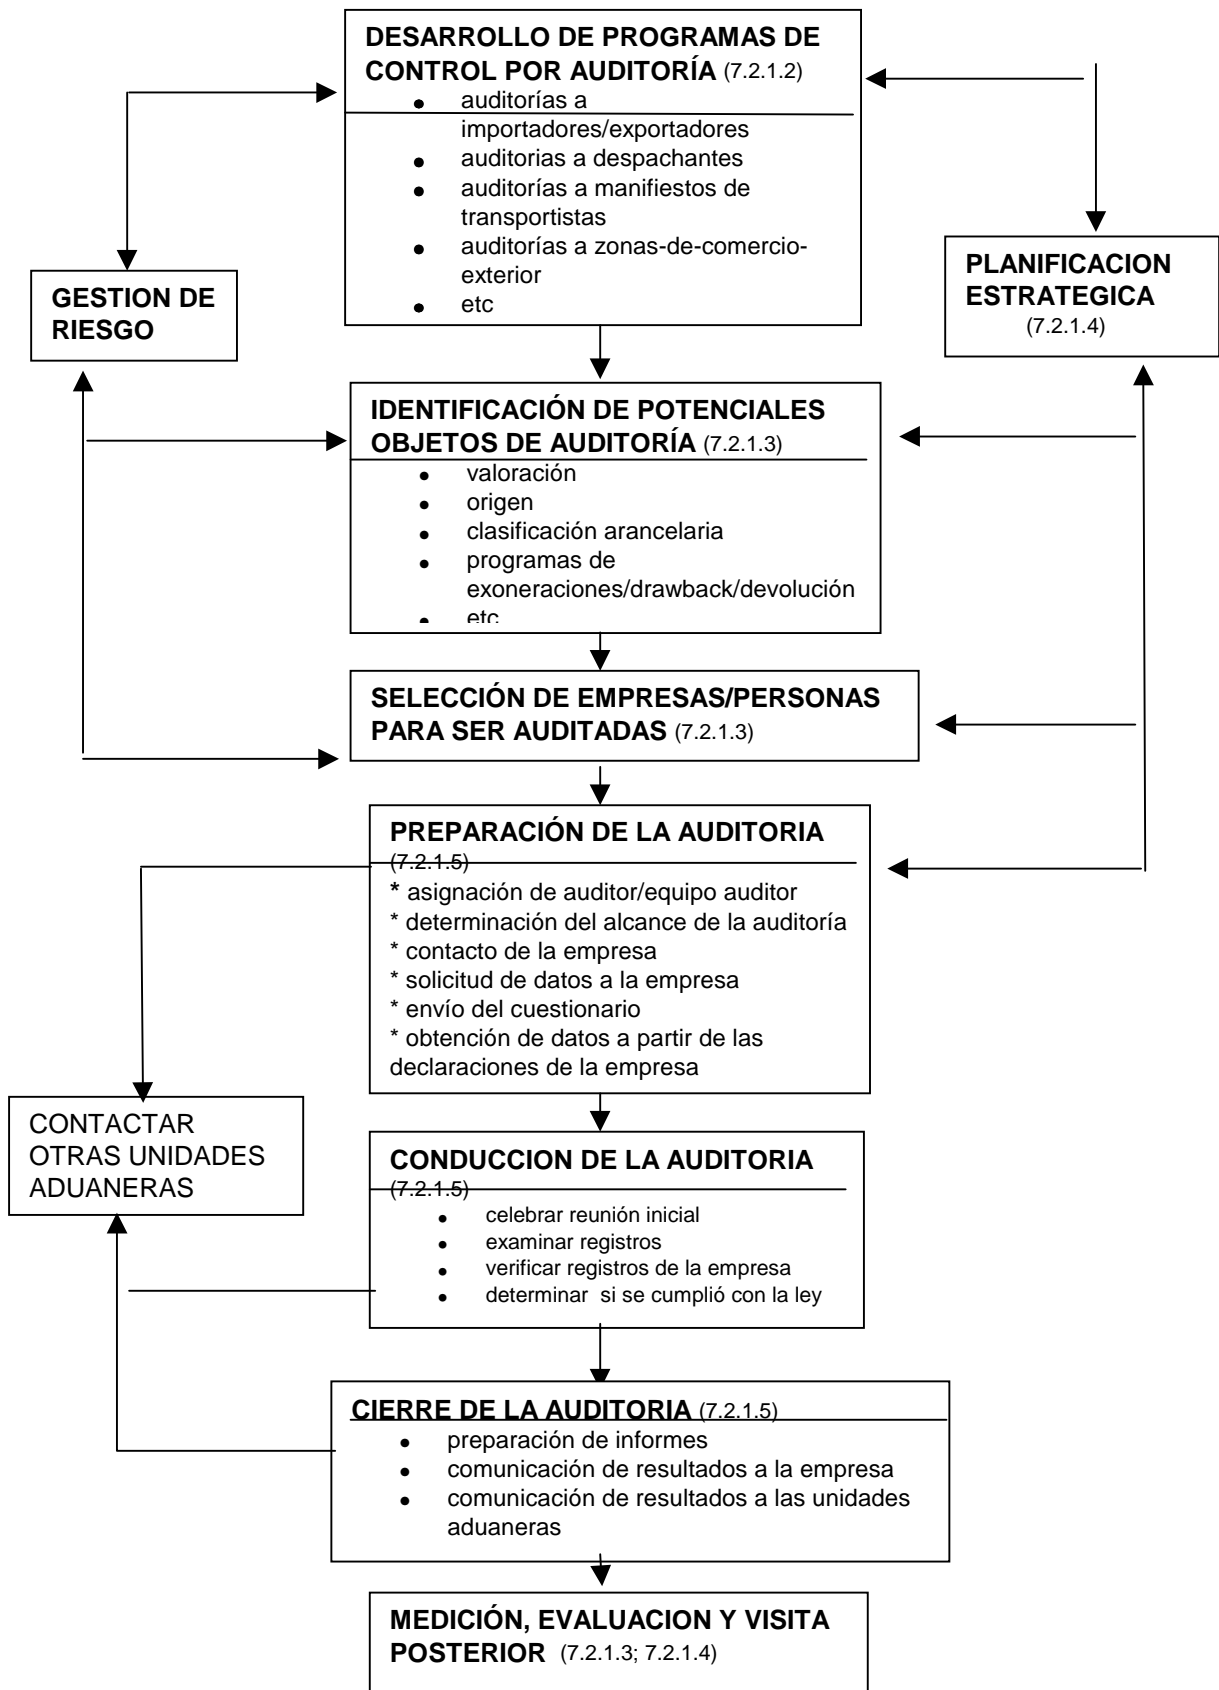 DESARROLLO DE PROGRAMAS DE
CONTROL POR AUDITORÍA (7.2.1.2)
● auditorías a
importadores/exportadores
● auditorias a despachantes
● auditorías a manifiestos de
transportistas
● auditorías a zonas-de-comercio-
exterior
● etc
GESTION DE
RIESGO
PLANIFICACION
ESTRATEGICA
(7.2.1.4)
IDENTIFICACIÓN DE POTENCIALES
OBJETOS DE AUDITORÍA (7.2.1.3)
● valoración
● origen
● clasificación arancelaria
● programas de
exoneraciones/drawback/devolución
● etc
SELECCIÓN DE EMPRESAS/PERSONAS
PARA SER AUDITADAS (7.2.1.3)
PREPARACIÓN DE LA AUDITORIA
(7.2.1.5)
* asignación de auditor/equipo auditor
* determinación del alcance de la auditoría
* contacto de la empresa
* solicitud de datos a la empresa
* envío del cuestionario
* obtención de datos a partir de las
declaraciones de la empresa
CONTACTAR
OTRAS UNIDADES
ADUANERAS
CONDUCCION DE LA AUDITORIA
(7.2.1.5)
● celebrar reunión inicial
● examinar registros
● verificar registros de la empresa
● determinar si se cumplió con la ley
CIERRE DE LA AUDITORIA (7.2.1.5)
● preparación de informes
● comunicación de resultados a la empresa
● comunicación de resultados a las unidades
aduaneras
MEDICIÓN, EVALUACION Y VISITA
POSTERIOR (7.2.1.3; 7.2.1.4)